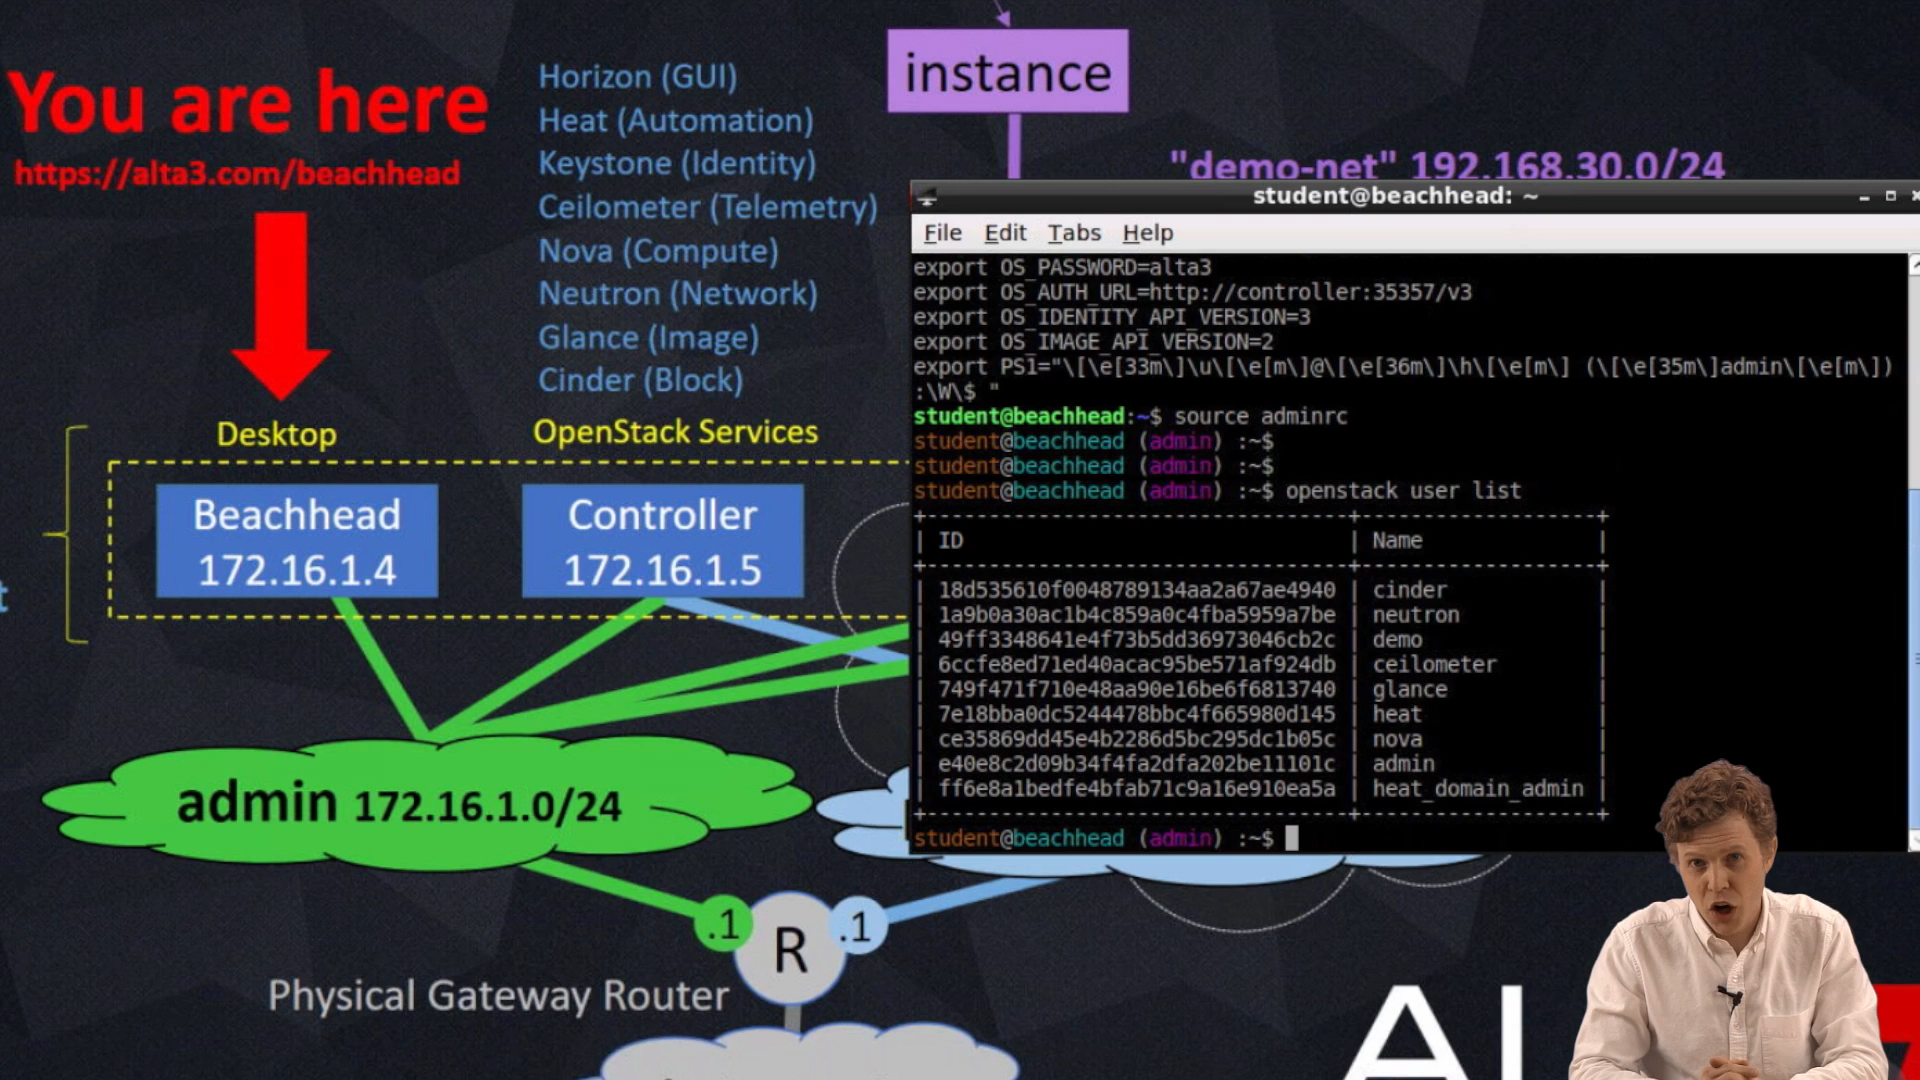 You are here
https://alta3.com/beachhead
Horizon (GUI)
Heat (Automation)
Keystone (Identity)
Ceilometer (Telemetry)
Nova (Compute)
Neutron (Network)
Glance (Image)
Cinder (Block)
instance
"demo-net" 192.168.30.0/24
Desktop
OpenStack Services
Beachhead
172.16.1.4
Controller
172.16.1.5
admin 172.16.1.0/24
.1
R
.1
Physical Gateway Router
student@beachhead: ~
File Edit Tabs Help
export OS_PASSWORD=alta3
export OS_AUTH_URL=http://controller:35357/v3
export OS_IDENTITY_API_VERSION=3
export OS_IMAGE_API_VERSION=2
export PS1="\[\e[33m\]\u\[\e[m\]@\[\e[36m\]\h\[\e[m\] (\[\e[35m\]admin\[\e[m\])
:\W\$ "
student@beachhead:~$ source adminrc
student@beachhead (admin) :~$
student@beachhead (admin) :~$
student@beachhead (admin) :~$ openstack user list
+----------------------------------+-------------------+
| ID | Name |
+----------------------------------+-------------------+
| 18d535610f0048789134aa2a67ae4940 | cinder |
| 1a9b0a30ac1b4c859a0c4fba5959a7be | neutron |
| 49ff3348641e4f73b5dd36973046cb2c | demo |
| 6ccfe8ed71ed40acac95be571af924db | ceilometer |
| 749f471f710e48aa90e16be6f6813740 | glance |
| 7e18bba0dc5244478bbc4f665980d145 | heat |
| ce35869dd45e4b2286d5bc295dc1b05c | nova |
| e40e8c2d09b34f4fa2dfa202be11101c | admin |
| ff6e8a1bedfe4bfab71c9a16e910ea5a | heat_domain_admin |
+----------------------------------+-------------------+
student@beachhead (admin) :~$